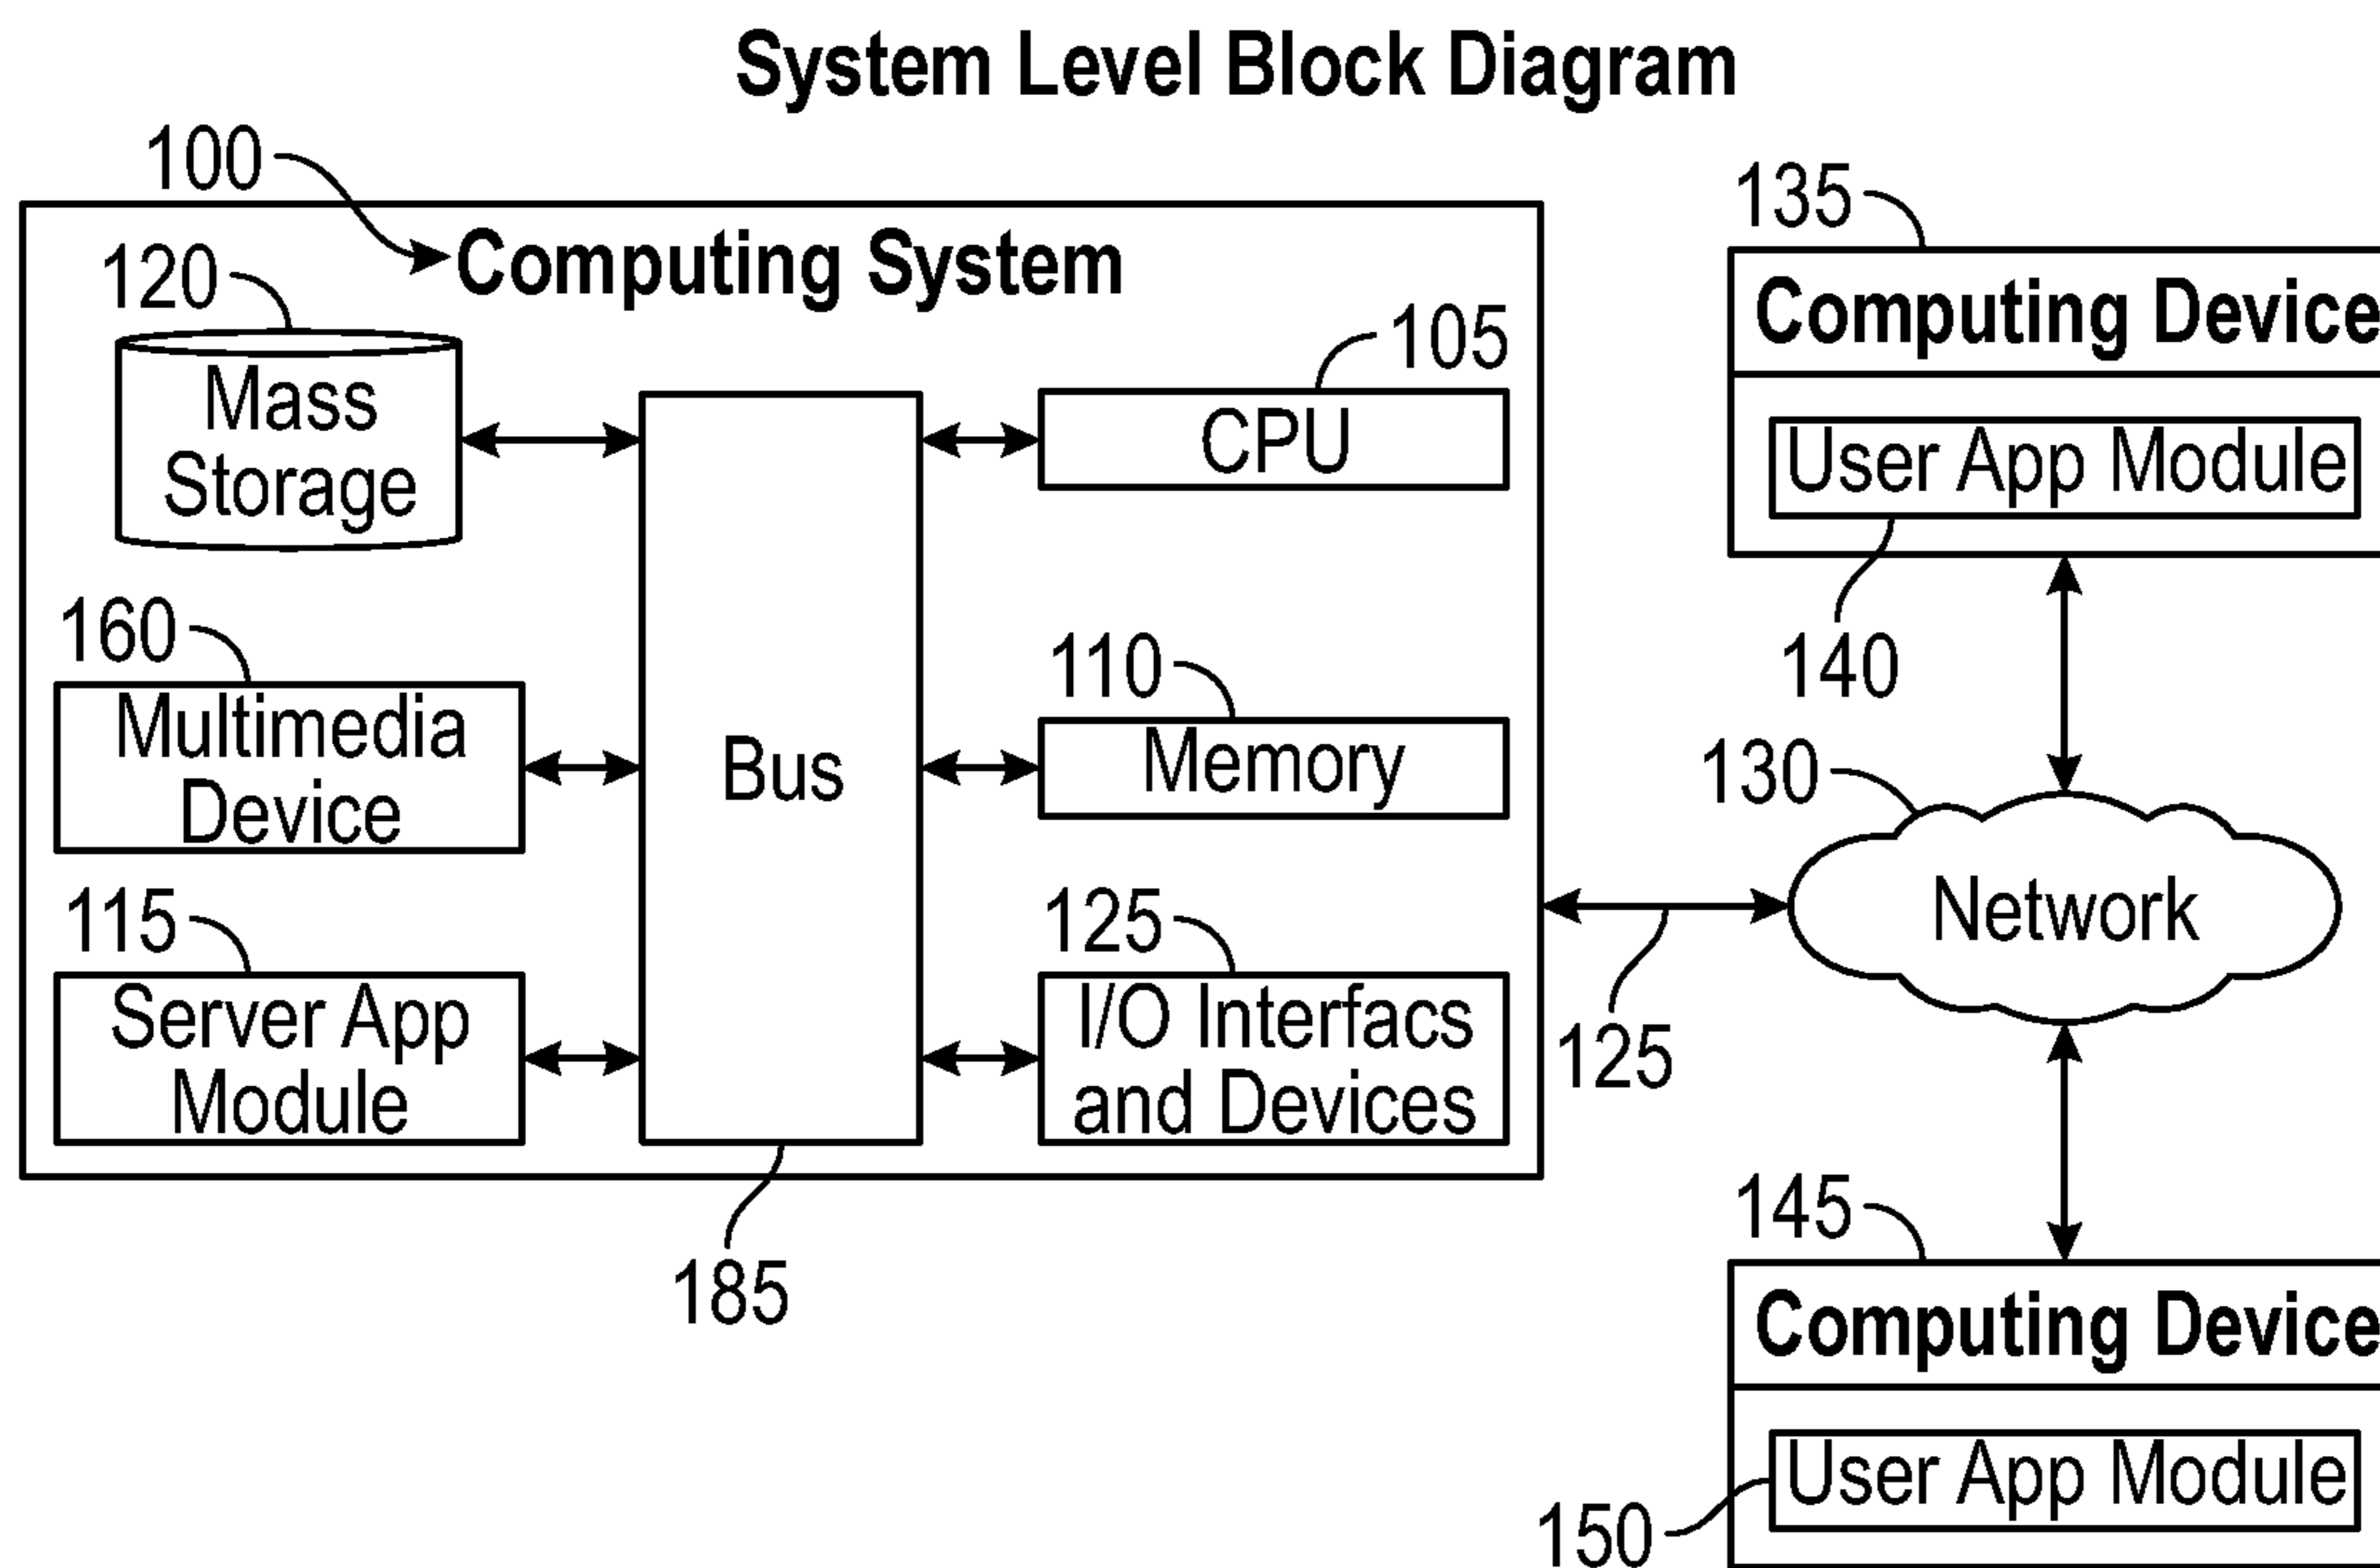 System Level Block Diagram
100
Computing System
120
Mass
Storage
105
CPU
160
Multimedia
Device
Bus
110
Memory
115
Server App
Module
125
I/O Interfacs
and Devices
185
135
Computing Device
User App Module
140
130
Network
125
145
Computing Device
User App Module
150